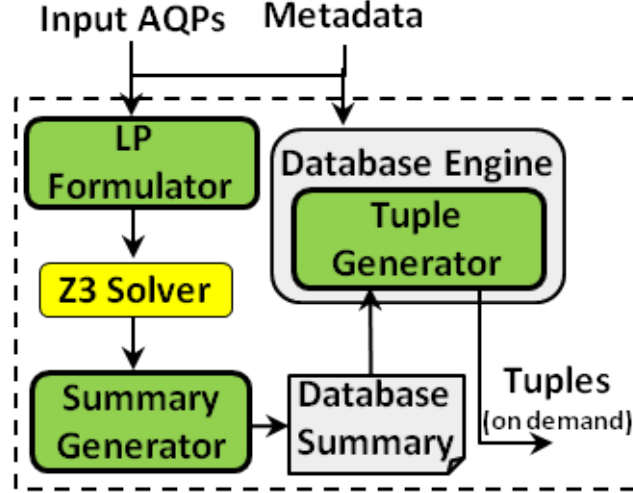 Input AQPs
Metadata
LP
Formulator
Database Engine
Tuple
Generator
Z3 Solver
Summary
Generator
Database
Summary
Tuples
(on demand)